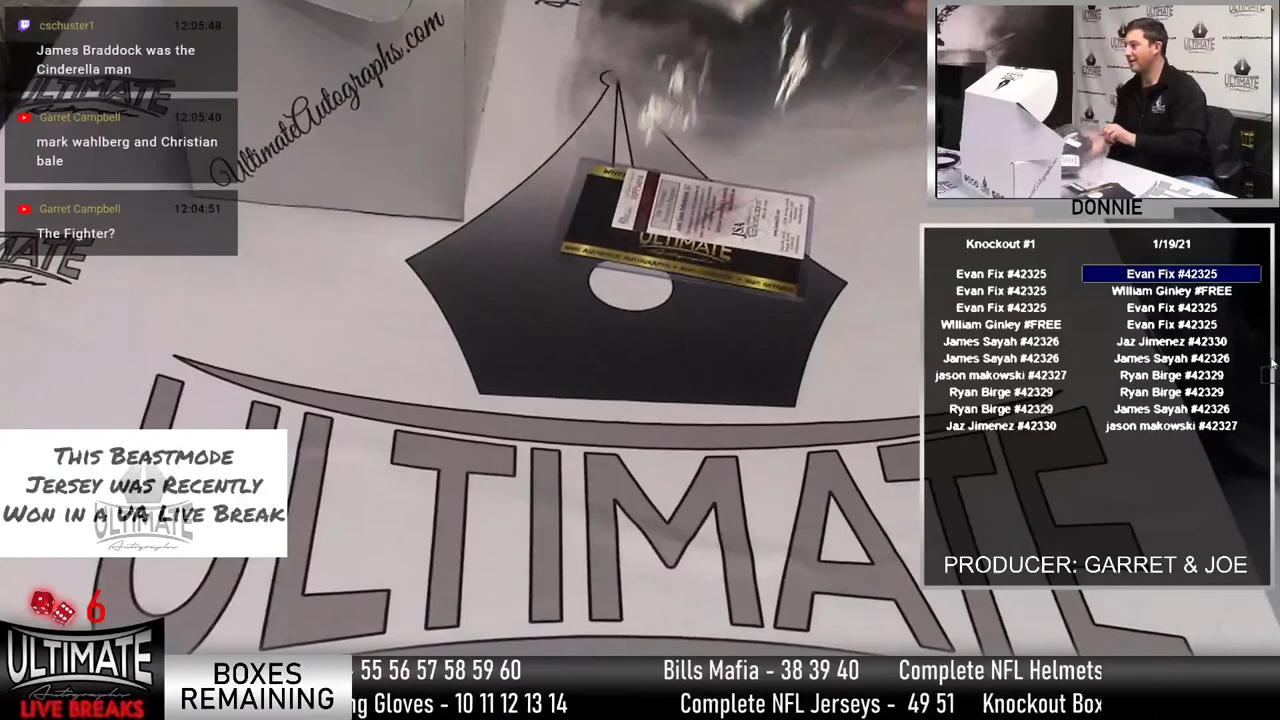 cschuster1 12:05:48
James Braddock was the
Cinderella man
Garret Campbell 12:05:40
mark wahlberg and Christian
bale
Garret Campbell 12:04:51
The Fighter?
UltimateAutographs.com
ULTIMATE
JSA
ULTIMATE
DONNIE
Knockout #1 1/19/21
Evan Fix #42325 Evan Fix #42325
Evan Fix #42325 William Ginley #FREE
Evan Fix #42325 Evan Fix #42325
William Ginley #FREE Evan Fix #42325
James Sayah #42326 Jaz Jimenez #42330
James Sayah #42326 James Sayah #42326
jason makowski #42327 Ryan Birge #42329
Ryan Birge #42329 Ryan Birge #42329
Ryan Birge #42329 James Sayah #42326
Jaz Jimenez #42330 jason makowski #42327
PRODUCER: GARRET & JOE
ULTIMATE
This Beastmode
Jersey was Recently
Won in a UA Live Break
6
ULTIMATE
Autographs
LIVE BREAKS
BOXES
REMAINING
55 56 57 58 59 60 Bills Mafia - 38 39 40 Complete NFL Helmets
ng Gloves - 10 11 12 13 14 Complete NFL Jerseys - 49 51 Knockout Box